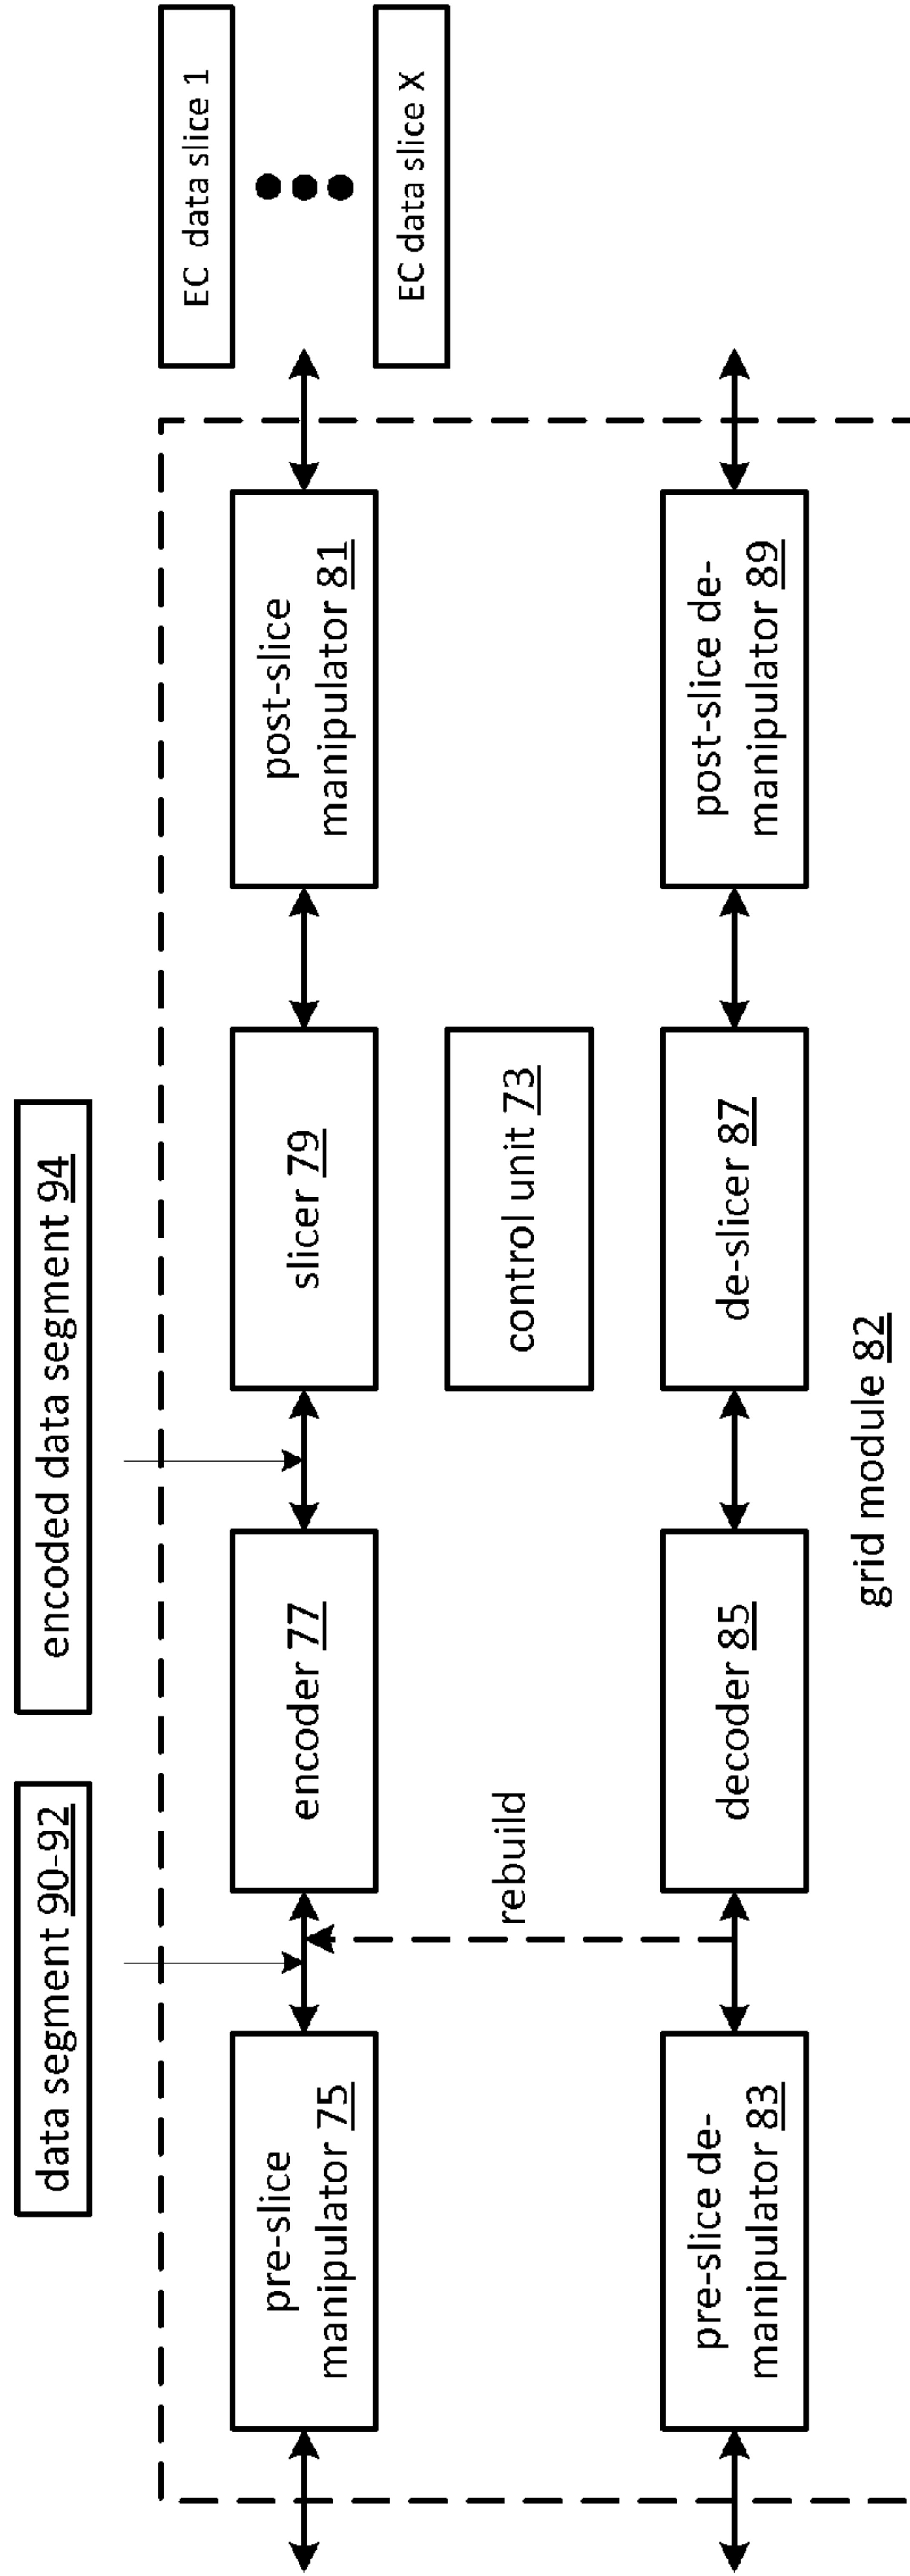 data segment 90-92
encoded data segment 94
EC data slice 1
EC data slice X
pre-slice
manipulator 75
encoder 77
slicer 79
post-slice
manipulator 81
rebuild
control unit 73
pre-slice de-
manipulator 83
decoder 85
de-slicer 87
post-slice de-
manipulator 89
grid module 82